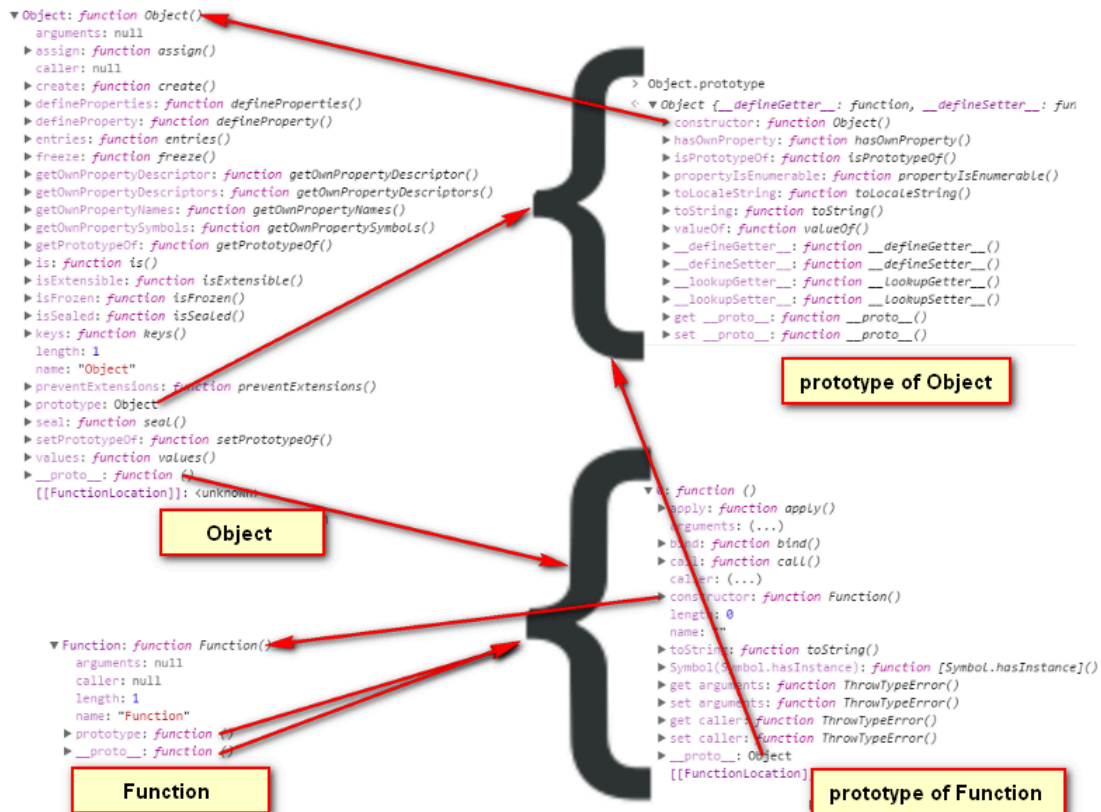 Object: function Object()
arguments: null
assign: function assign()
caller: null
create: function create()
defineProperties: function defineProperties()
defineProperty: function defineProperty()
entries: function entries()
freeze: function freeze()
getOwnPropertyDescriptor: function getOwnPropertyDescriptor()
getOwnPropertyDescriptors: function getOwnPropertyDescriptors()
getOwnPropertyNames: function getOwnPropertyNames()
getOwnPropertySymbols: function getOwnPropertySymbols()
getPrototypeOf: function getPrototypeOf()
is: function is()
isExtensible: function isExtensible()
isFrozen: function isFrozen()
isSealed: function isSealed()
keys: function keys()
length: 1
name: "Object"
preventExtensions: function preventExtensions()
prototype: Object
seal: function seal()
setPrototypeOf: function setPrototypeOf()
values: function values()
__proto__: function ()
[[FunctionLocation]]: <unknown>
Object
> Object.prototype
Object {__defineGetter__: function, __defineSetter__: fun
constructor: function Object()
hasOwnProperty: function hasOwnProperty()
isPrototypeOf: function isPrototypeOf()
propertyIsEnumerable: function propertyIsEnumerable()
toLocaleString: function toLocaleString()
toString: function toString()
valueOf: function valueOf()
__defineGetter__: function __defineGetter__()
__defineSetter__: function __defineSetter__()
__lookupGetter__: function __lookupGetter__()
__lookupSetter__: function __lookupSetter__()
get __proto__: function __proto__()
set __proto__: function __proto__()
prototype of Object
Function: function Function()
arguments: null
caller: null
length: 1
name: "Function"
prototype: function ()
__proto__: function ()
Function
function ()
apply: function apply()
arguments: (...)
bind: function bind()
call: function call()
caller: (...)
constructor: function Function()
length: 0
name: ""
toString: function toString()
Symbol(Symbol.hasInstance): function [Symbol.hasInstance]()
get arguments: function ThrowTypeError()
set arguments: function ThrowTypeError()
get caller: function ThrowTypeError()
set caller: function ThrowTypeError()
__proto__: Object
[[FunctionLocation]
prototype of Function